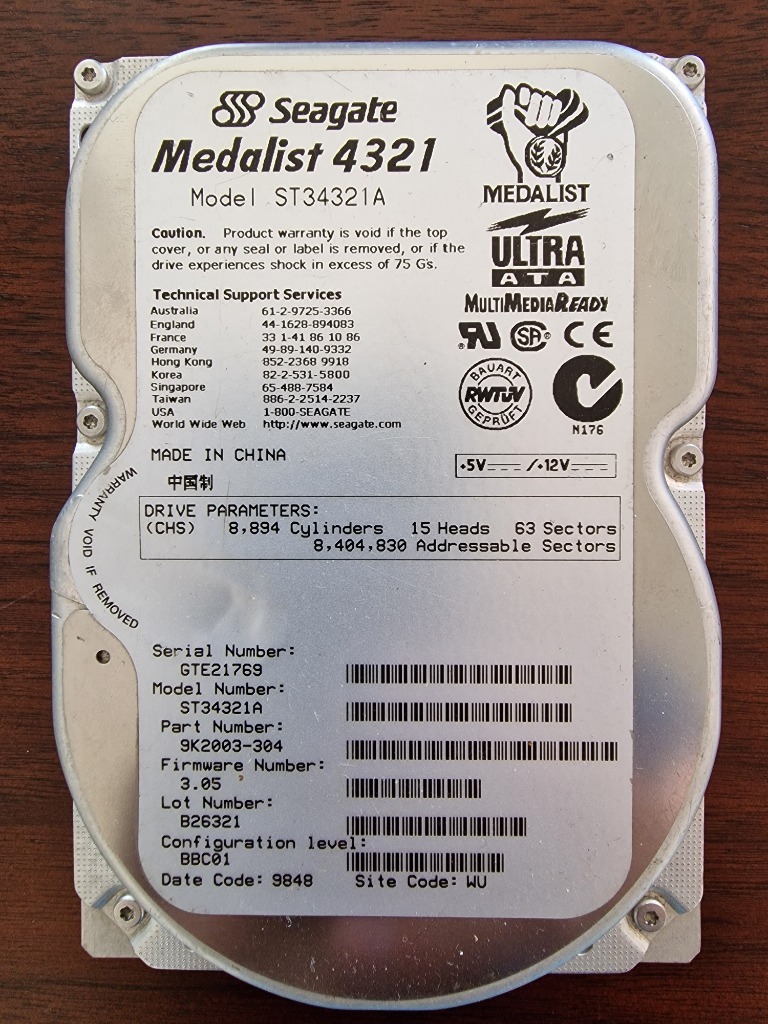 Seagate
Medalist 4321
Model ST34321A
MEDALIST
Caution. Product warranty is void if the top
cover, or any seal or label is removed, or if the
drive experiences shock in excess of 75 G's.
ULTRA
ATA
MULTIMEDIAREADY
Technical Support Services
Australia 61-2-9725-3366
England 44-1628-894083
France 33 1-41 86 10 86
Germany 49-89-140-9332
Hong Kong 852-2368 9918
Korea 82-2-531-5800
Singapore 65-488-7584
Taiwan 886-2-2514-2237
USA 1-800-SEAGATE
World Wide Web http://www.seagate.com
SA
CE
BAUART
RWTÜV
GEPRÜFT
N176
MADE IN CHINA
中国制
+5V /+12V
WARRANTY VOID IF REMOVED
DRIVE PARAMETERS:
(CHS) 8,894 Cylinders 15 Heads 63 Sectors
8,404,830 Addressable Sectors
Serial Number:
GTE21769
Model Number:
ST34321A
Part Number:
9K2003-304
Firmware Number:
3.05
Lot Number:
B26321
Configuration level:
BBC01
Date Code: 9848 Site Code: WU